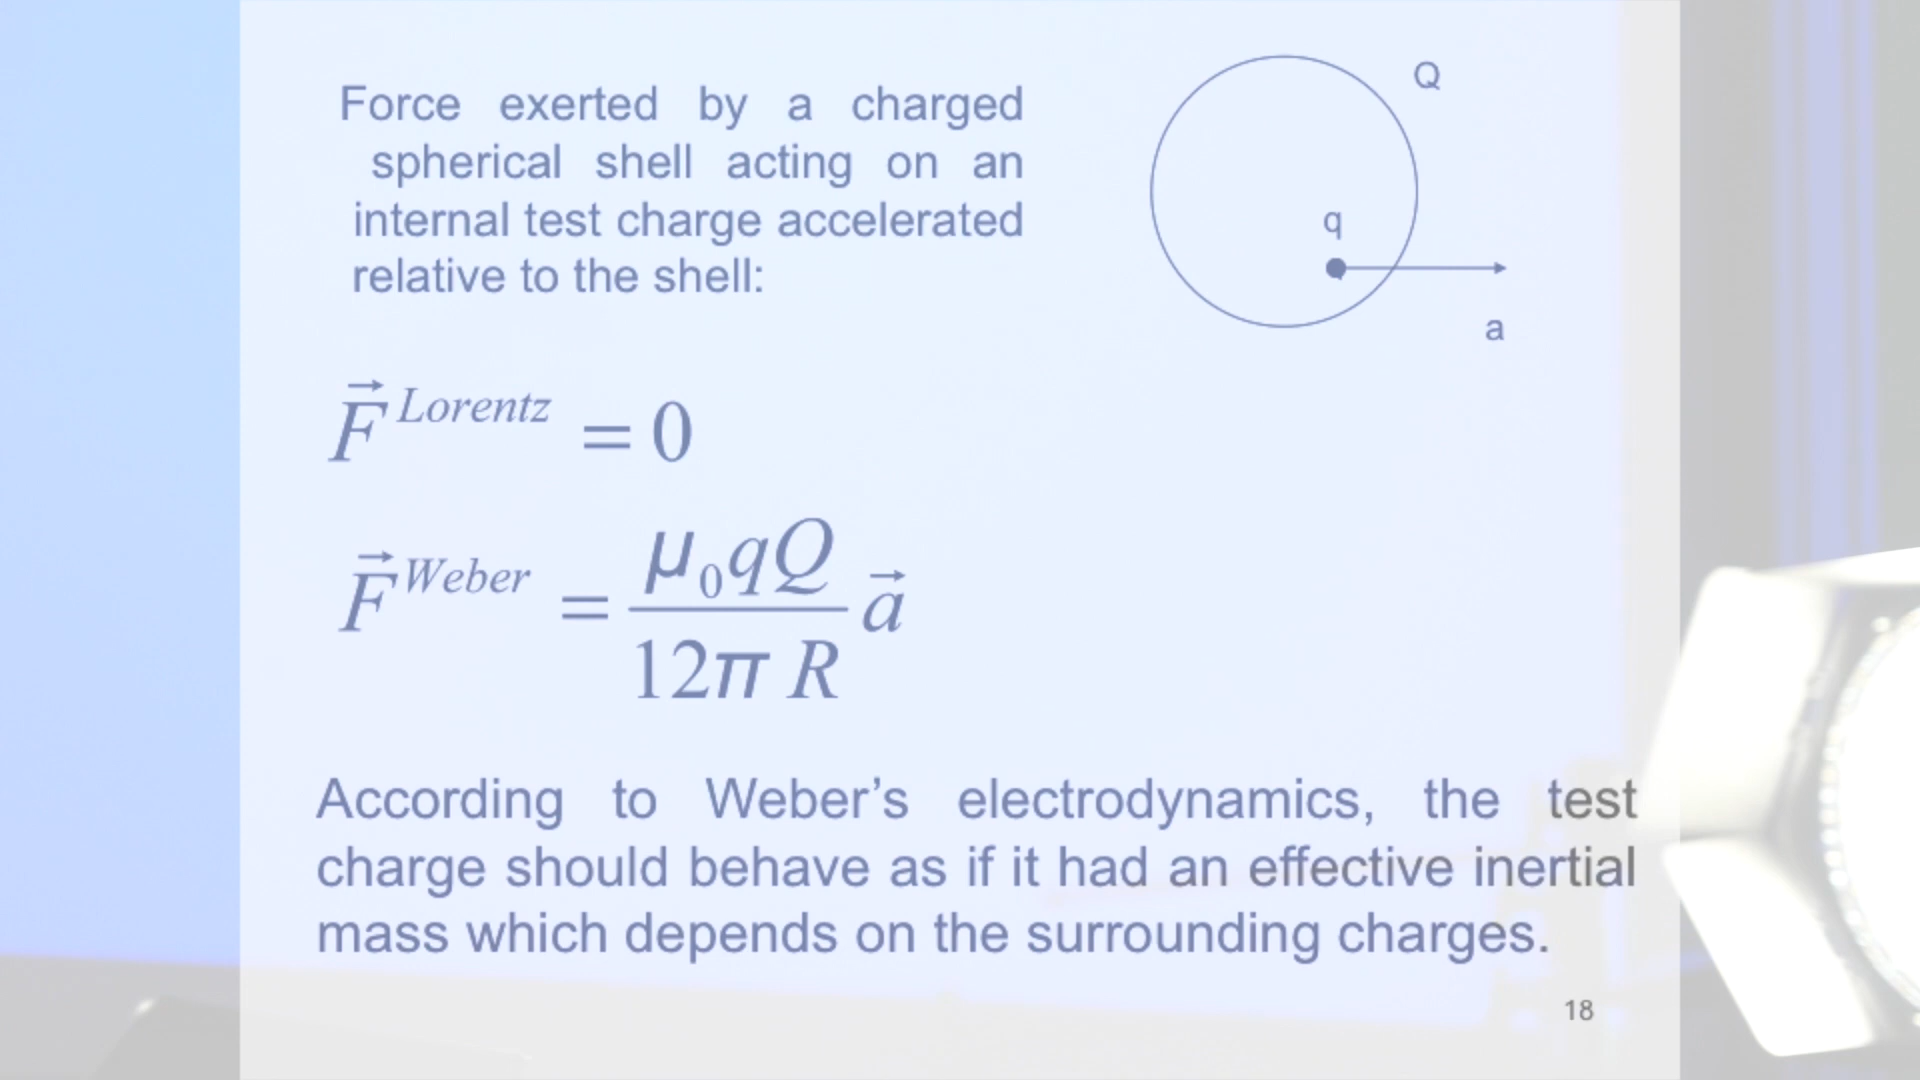 Force exerted by a charged
spherical shell acting on an
internal test charge accelerated
relative to the shell:
Q
q
a
F⃗^Lorentz = 0
F⃗^Weber = μ₀qQ / 12π R a⃗
According to Weber’s electrodynamics, the test
charge should behave as if it had an effective inertial
mass which depends on the surrounding charges.
18